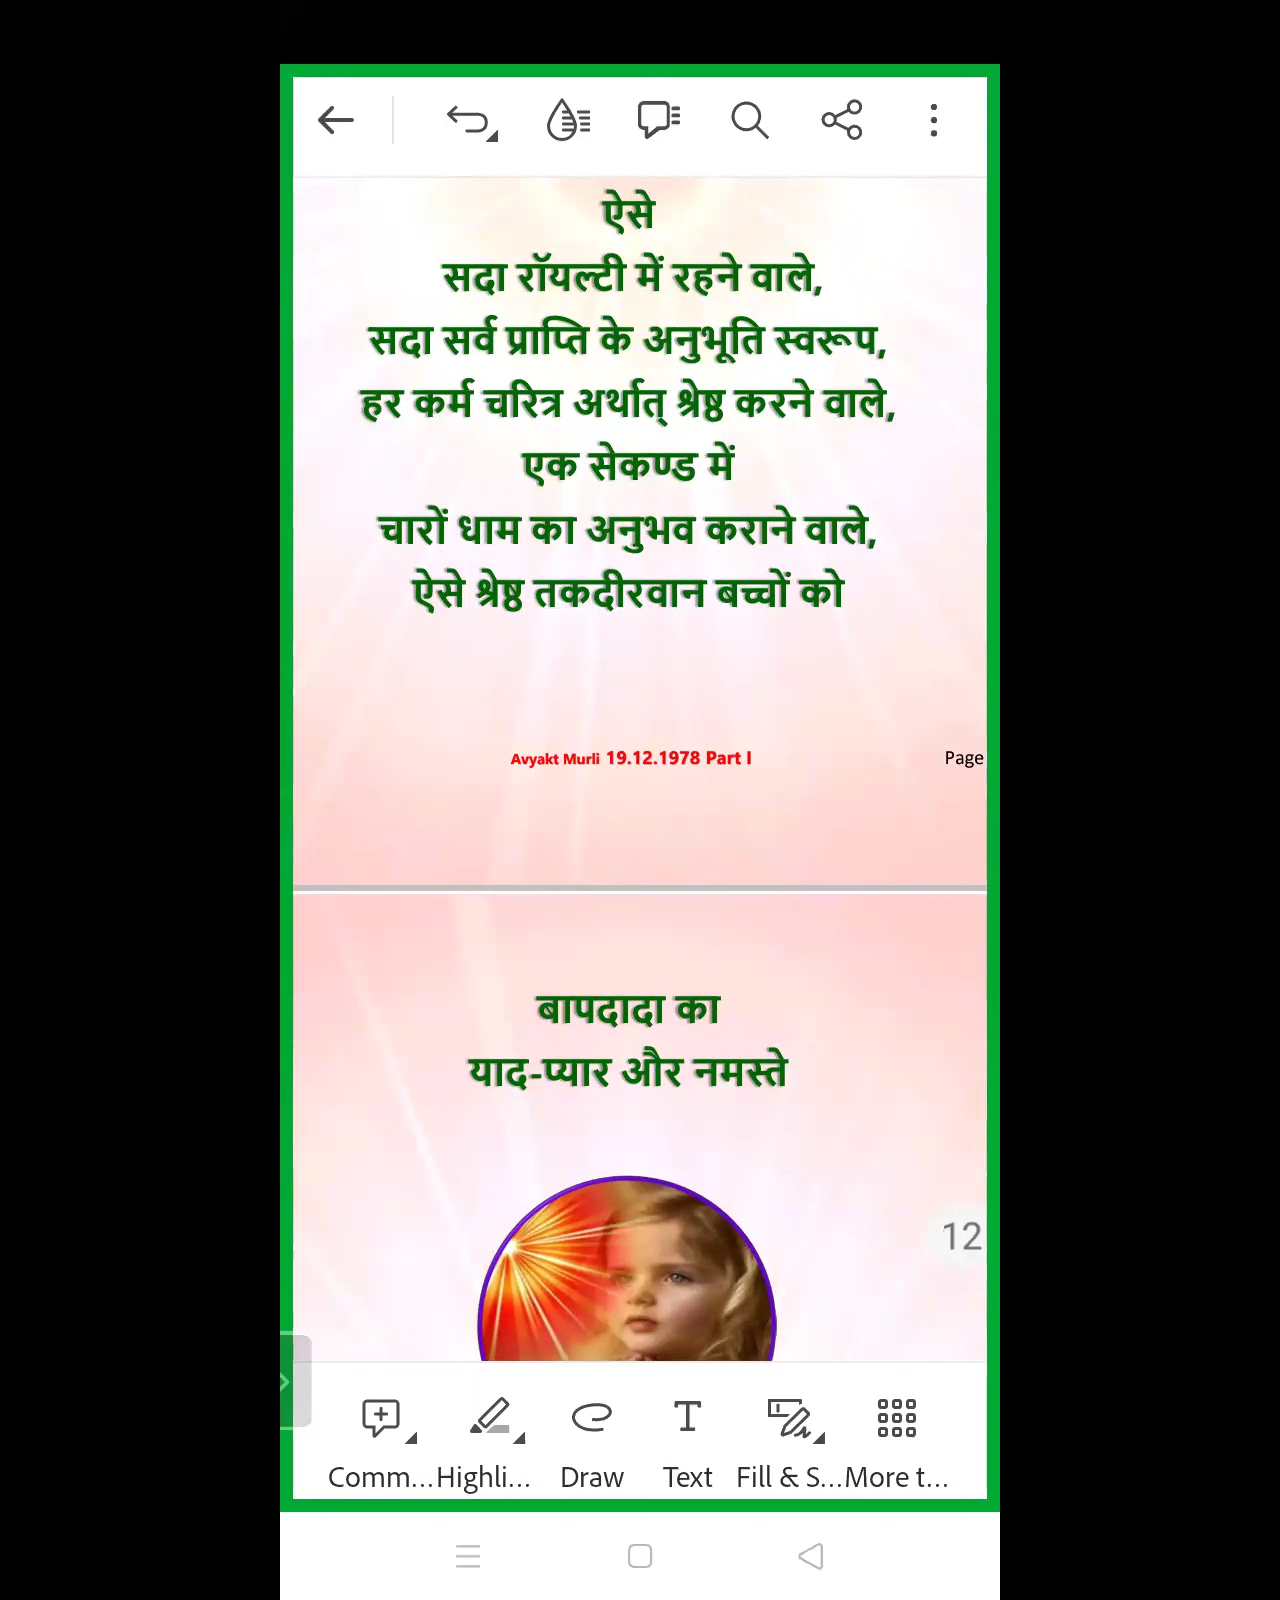 ऐसे
सदा रॉयल्टी में रहने वाले,
सदा सर्व प्राप्ति के अनुभूति स्वरूप,
हर कर्म चरित्र अर्थात् श्रेष्ठ करने वाले,
एक सेकण्ड में
चारों धाम का अनुभव कराने वाले,
ऐसे श्रेष्ठ तकदीरवान बच्चों को
Avyakt Murli 19.12.1978 Part I Page
बापदादा का
याद-प्यार और नमस्ते
12
Comm... Highli... Draw Text Fill & S... More t...